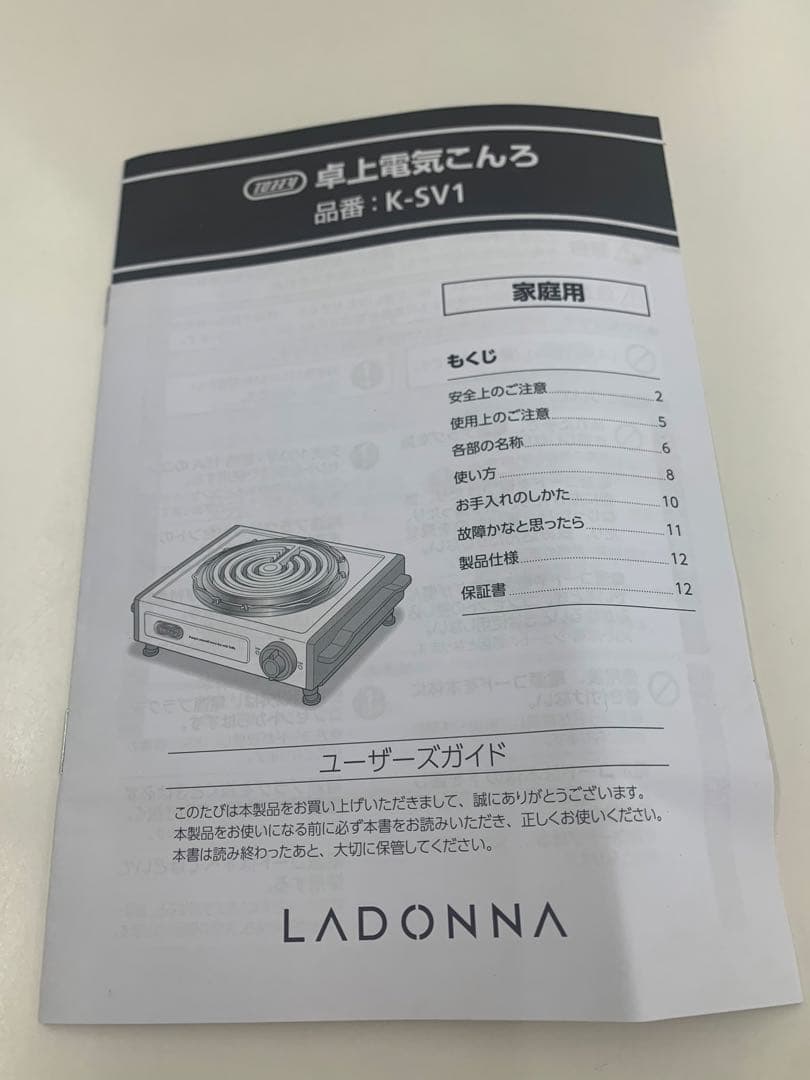 Toffy 卓上電気こんろ
品番：K-SV1
家庭用
もくじ
安全上のご注意 2
使用上のご注意 5
各部の名称 6
使い方 8
お手入れのしかた 10
故障かなと思ったら 11
製品仕様 12
保証書 12
ユーザーズガイド
このたびは本製品をお買い上げいただきまして、誠にありがとうございます。
本製品をお使いになる前に必ず本書をお読みいただき、正しくお使いください。
本書は読み終わったあと、大切に保管してください。
LADONNA